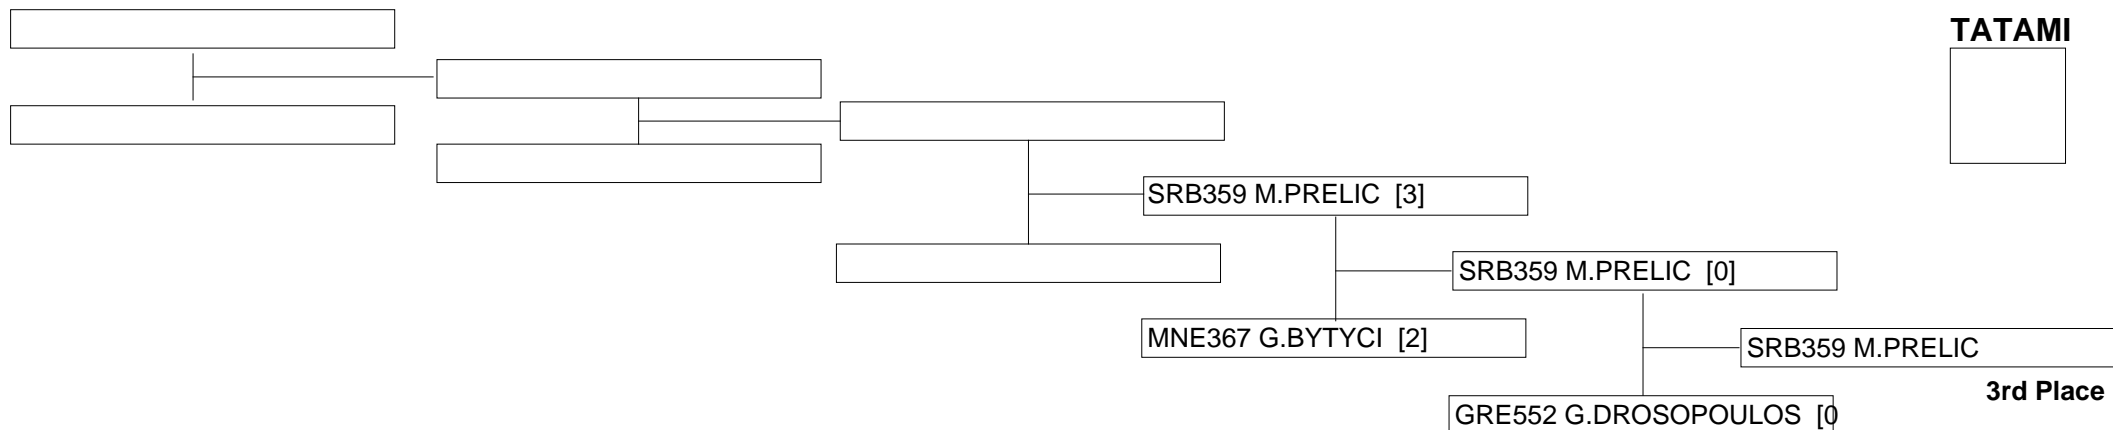 TATAMI
SRB359 M.PRELIC [3]
SRB359 M.PRELIC [0]
MNE367 G.BYTYCI [2]
SRB359 M.PRELIC
3rd Place
GRE552 G.DROSOPOULOS [0